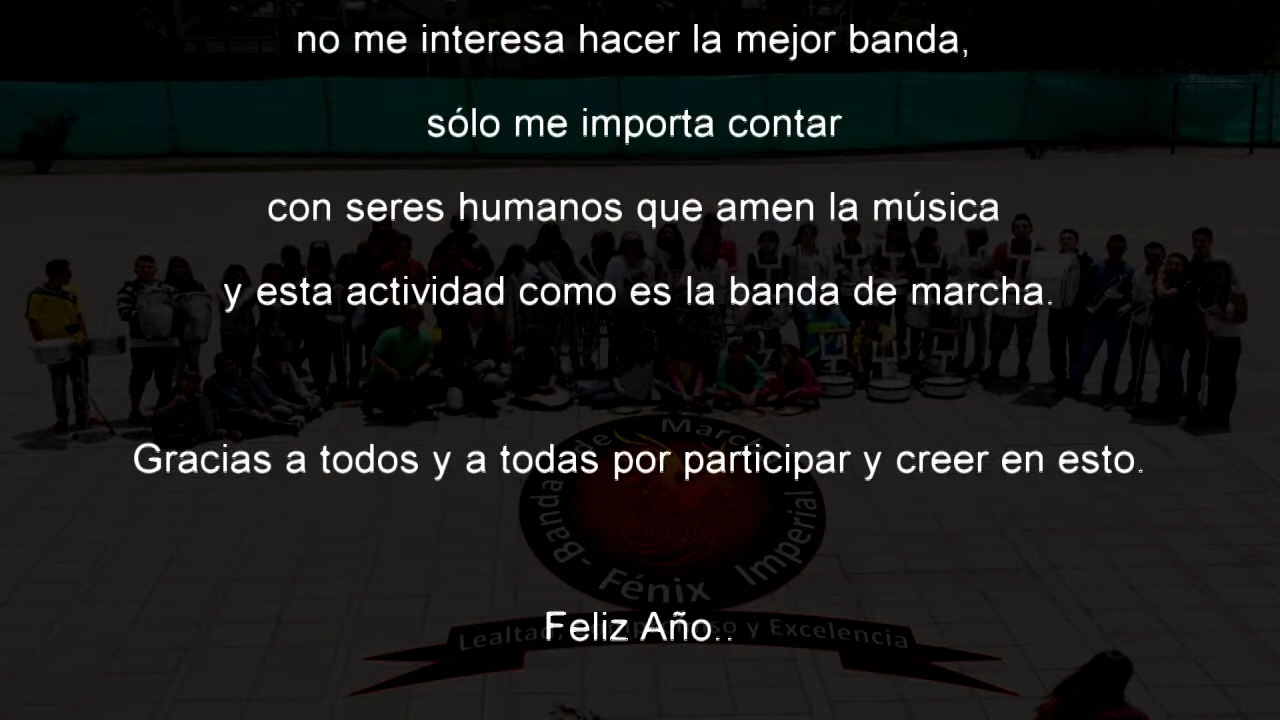 no me interesa hacer la mejor banda,
sólo me importa contar
con seres humanos que amen la música
y esta actividad como es la banda de marcha.
Gracias a todos y a todas por participar y creer en esto.
Banda de Marcha - Fénix Imperial
Feliz Año..
Lealtad, y Excelencia